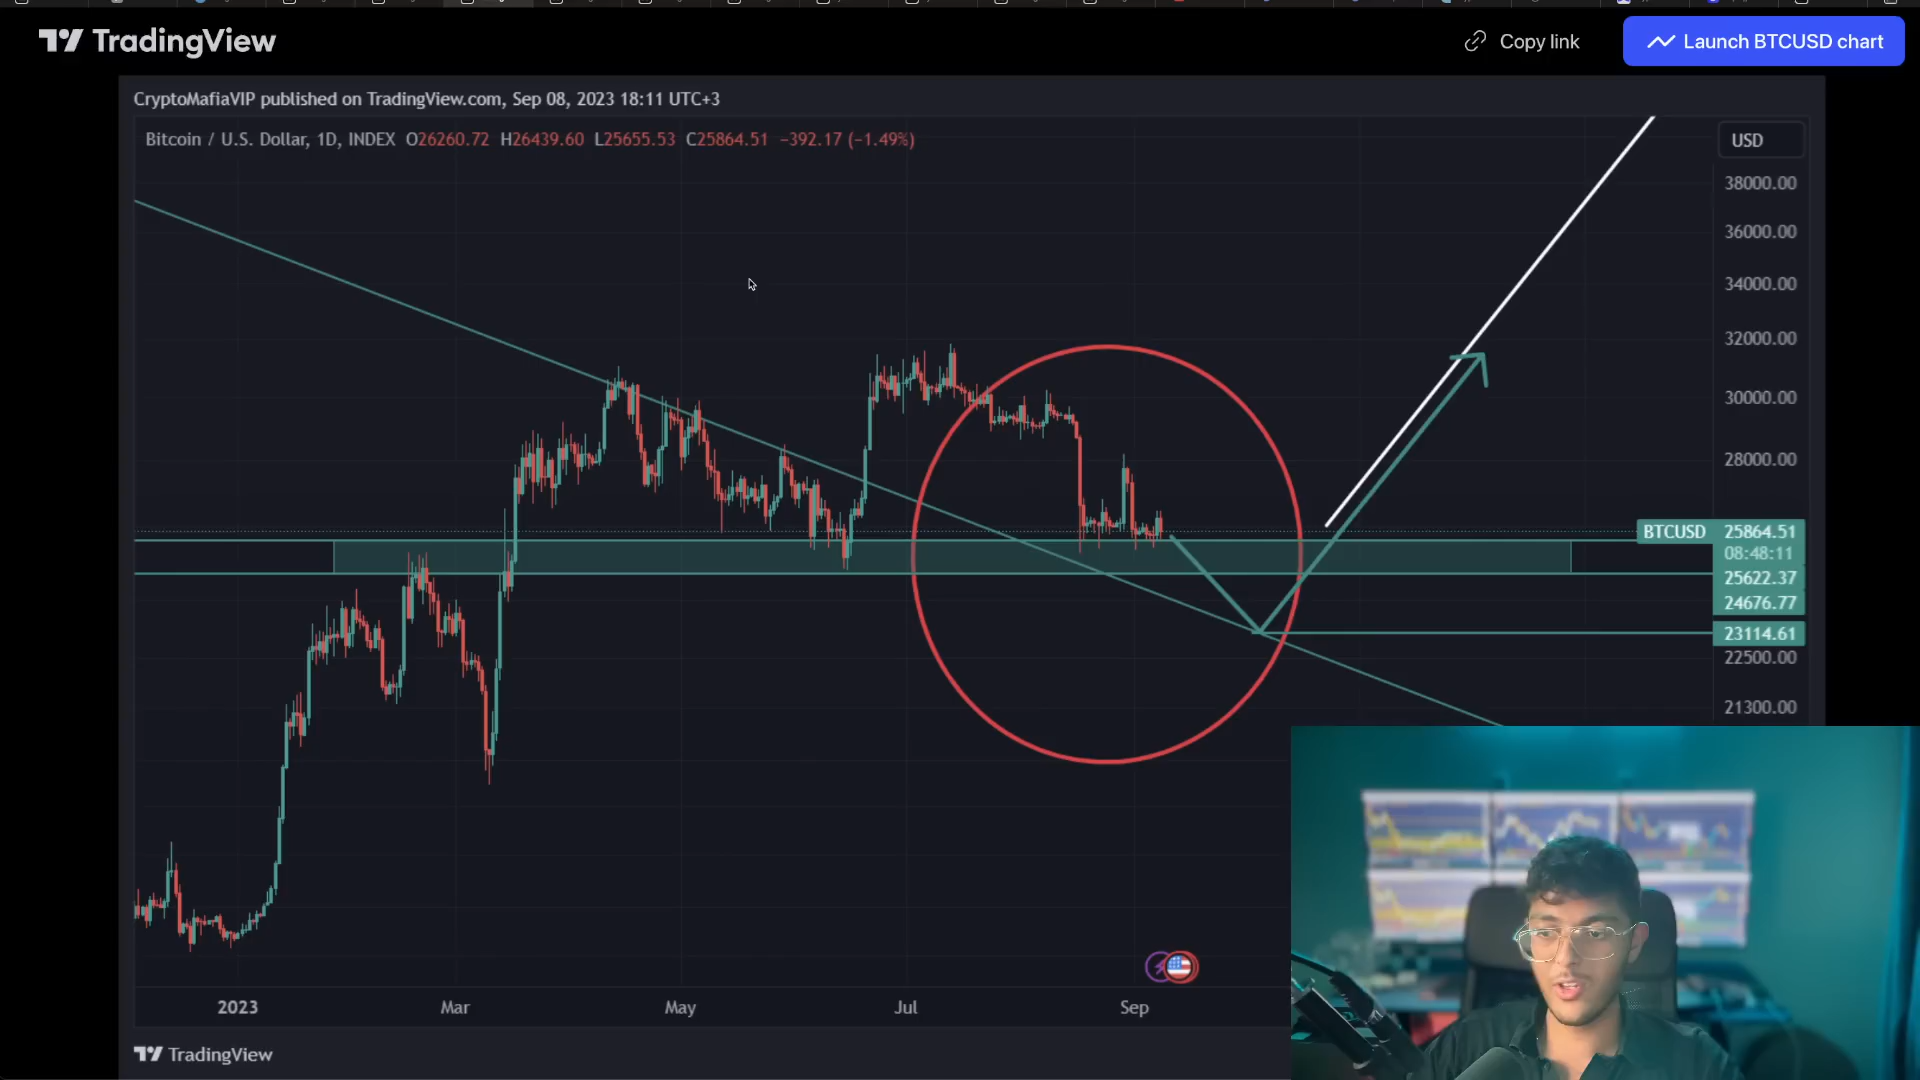 TradingView
Copy link
Launch BTCUSD chart
CryptoMafiaVIP published on TradingView.com, Sep 08, 2023 18:11 UTC+3
Bitcoin / U.S. Dollar, 1D, INDEX O26260.72 H26439.60 L25655.53 C25864.51 −392.17 (−1.49%)
USD
38000.00
36000.00
34000.00
32000.00
30000.00
28000.00
BTCUSD 25864.51
08:48:11
25622.37
24676.77
23114.61
22500.00
21300.00
2023 Mar May Jul Sep
TradingView